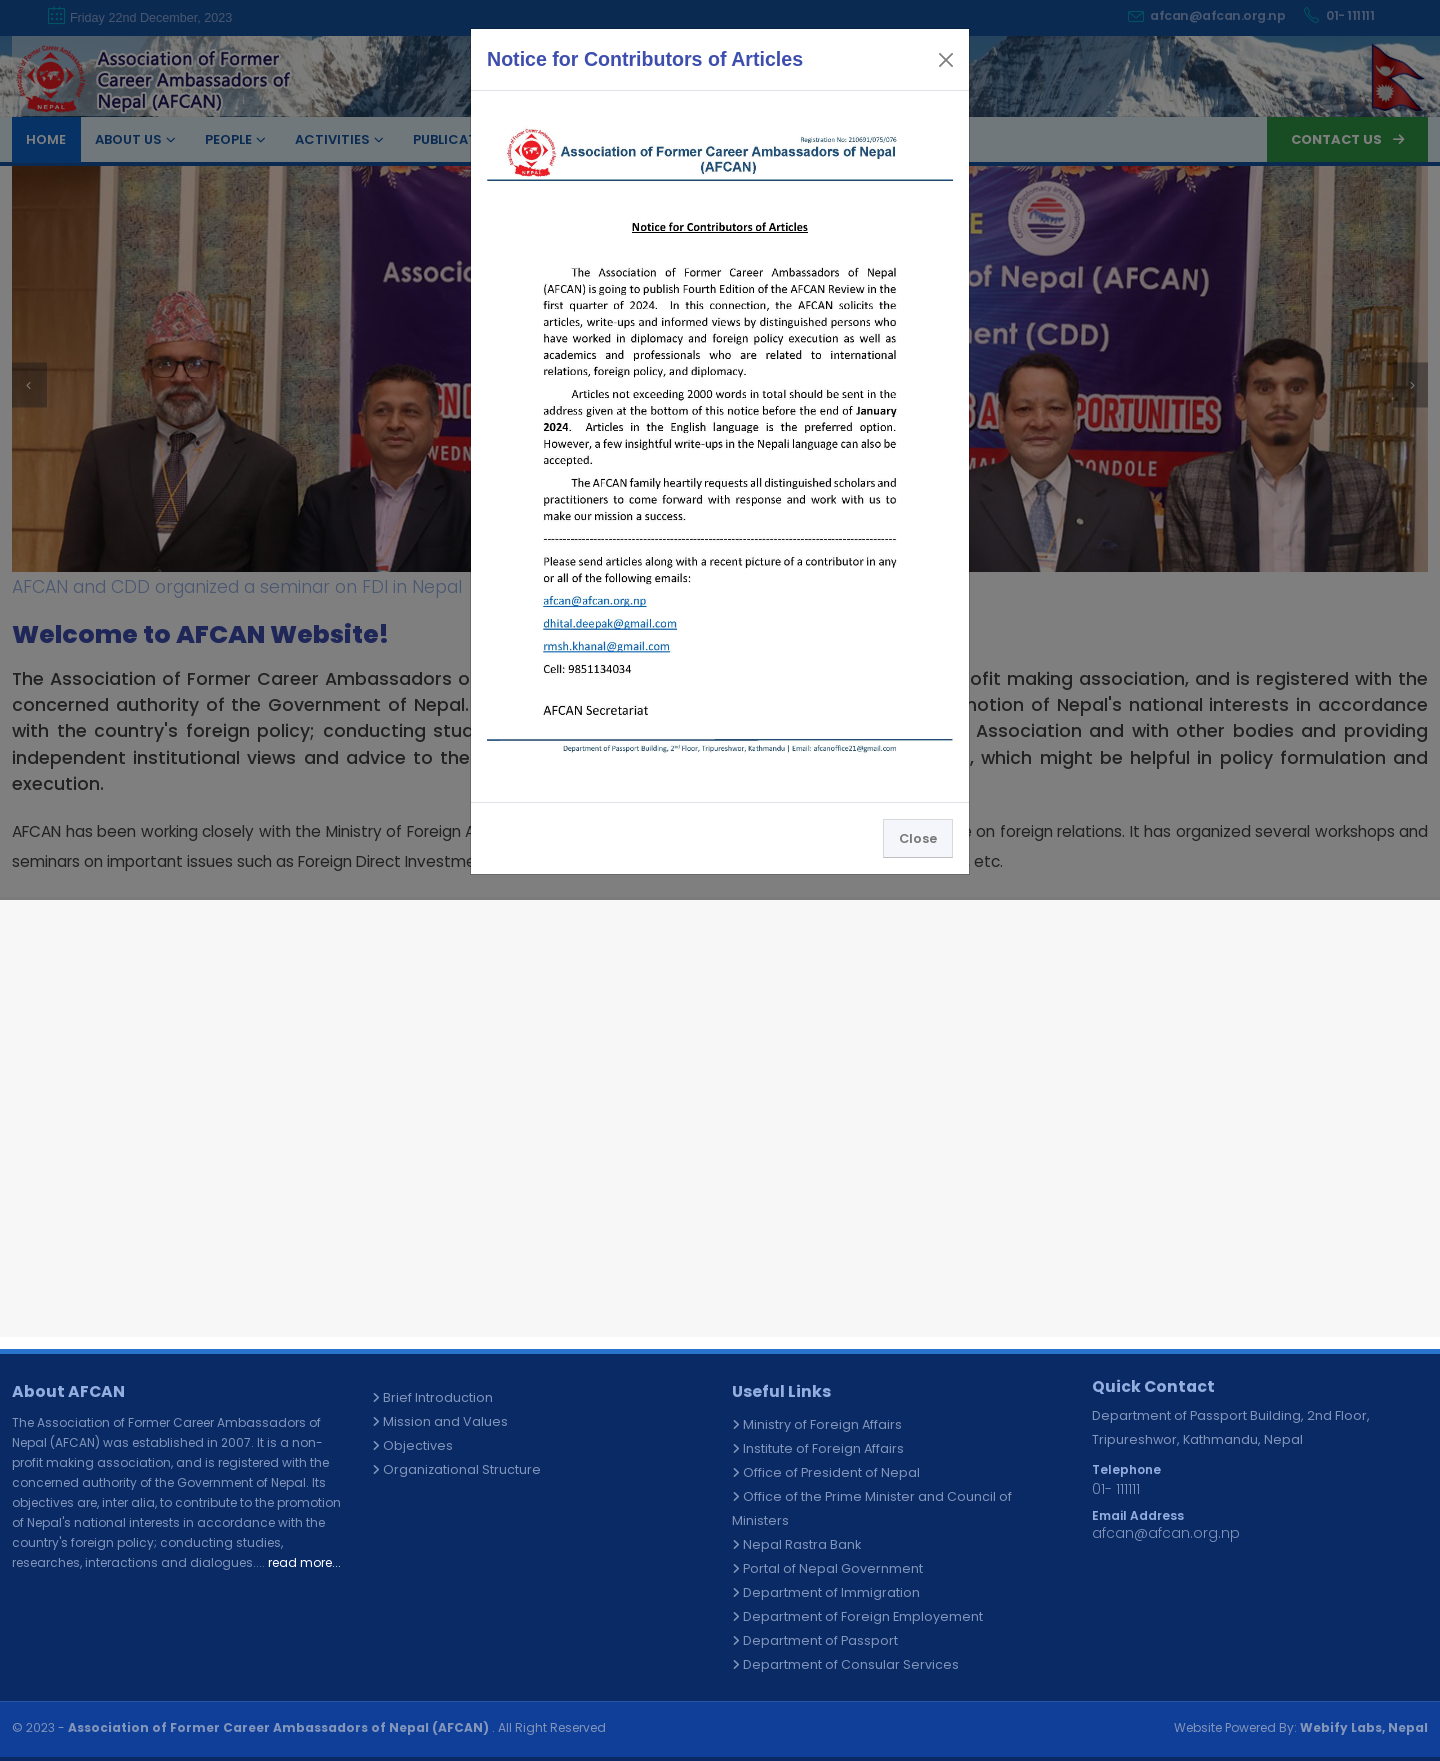 Friday 22nd December, 2023
afcan@afcan.org.np
01- 111111
Association of Former
Career Ambassadors of
Nepal (AFCAN)
NEPAL
HOME
ABOUT US
PEOPLE
ACTIVITIES
CONTACT US
Notice for Contributors of Articles
Registration No: 210691/075/076
Association of Former Career Ambassadors of Nepal
(AFCAN)
NEPAL
Notice for Contributors of Articles
The Association of Former Career Ambassadors of Nepal
(AFCAN) is going to publish Fourth Edition of the AFCAN Review in the
first quarter of 2024. In this connection, the AFCAN solicits the
articles, write-ups and informed views by distinguished persons who
have worked in diplomacy and foreign policy execution as well as
academics and professionals who are related to international
relations, foreign policy, and diplomacy.
Articles not exceeding 2000 words in total should be sent in the
address given at the bottom of this notice before the end of January
2024. Articles in the English language is the preferred option.
However, a few insightful write-ups in the Nepali language can also be
accepted.
The AFCAN family heartily requests all distinguished scholars and
practitioners to come forward with response and work with us to
make our mission a success.
Please send articles along with a recent picture of a contributor in any
or all of the following emails:
afcan@afcan.org.np
dhital.deepak@gmail.com
rmsh.khanal@gmail.com
Cell: 9851134034
AFCAN Secretariat
Department of Passport Building, 2nd Floor, Tripureshwor, Kathmandu | Email: afcanoffice21@gmail.com
Close
of Nepal (AFCAN)
(CDD)
PONDOLE
AFCAN and CDD organized a seminar on FDI in Nepal
Welcome to AFCAN Website!
The Association of Former Career Ambassadors making association, and is registered with the
concerned authority of the Government of Nepal. of Nepal's national interests in accordance
with the country's foreign policy; conducting Association and with other bodies and providing
independent institutional views and advice to the which might be helpful in policy formulation and
execution.
AFCAN has been working closely with the Ministry of Foreign on foreign relations. It has organized several workshops and
seminars on important issues such as Foreign Direct etc.
About AFCAN
The Association of Former Career Ambassadors of
Nepal (AFCAN) was established in 2007. It is a non-
profit making association, and is registered with the
concerned authority of the Government of Nepal. Its
objectives are, inter alia, to contribute to the promotion
of Nepal's national interests in accordance with the
country's foreign policy; conducting studies,
researches, interactions and dialogues.... read more...
Brief Introduction
Mission and Values
Objectives
Organizational Structure
Useful Links
Ministry of Foreign Affairs
Institute of Foreign Affairs
Office of President of Nepal
Office of the Prime Minister and Council of
Ministers
Nepal Rastra Bank
Portal of Nepal Government
Department of Immigration
Department of Foreign Employement
Department of Passport
Department of Consular Services
Quick Contact
Department of Passport Building, 2nd Floor,
Tripureshwor, Kathmandu, Nepal
Telephone
01- 111111
Email Address
afcan@afcan.org.np
© 2023 - Association of Former Career Ambassadors of Nepal (AFCAN) . All Right Reserved
Website Powered By: Webify Labs, Nepal